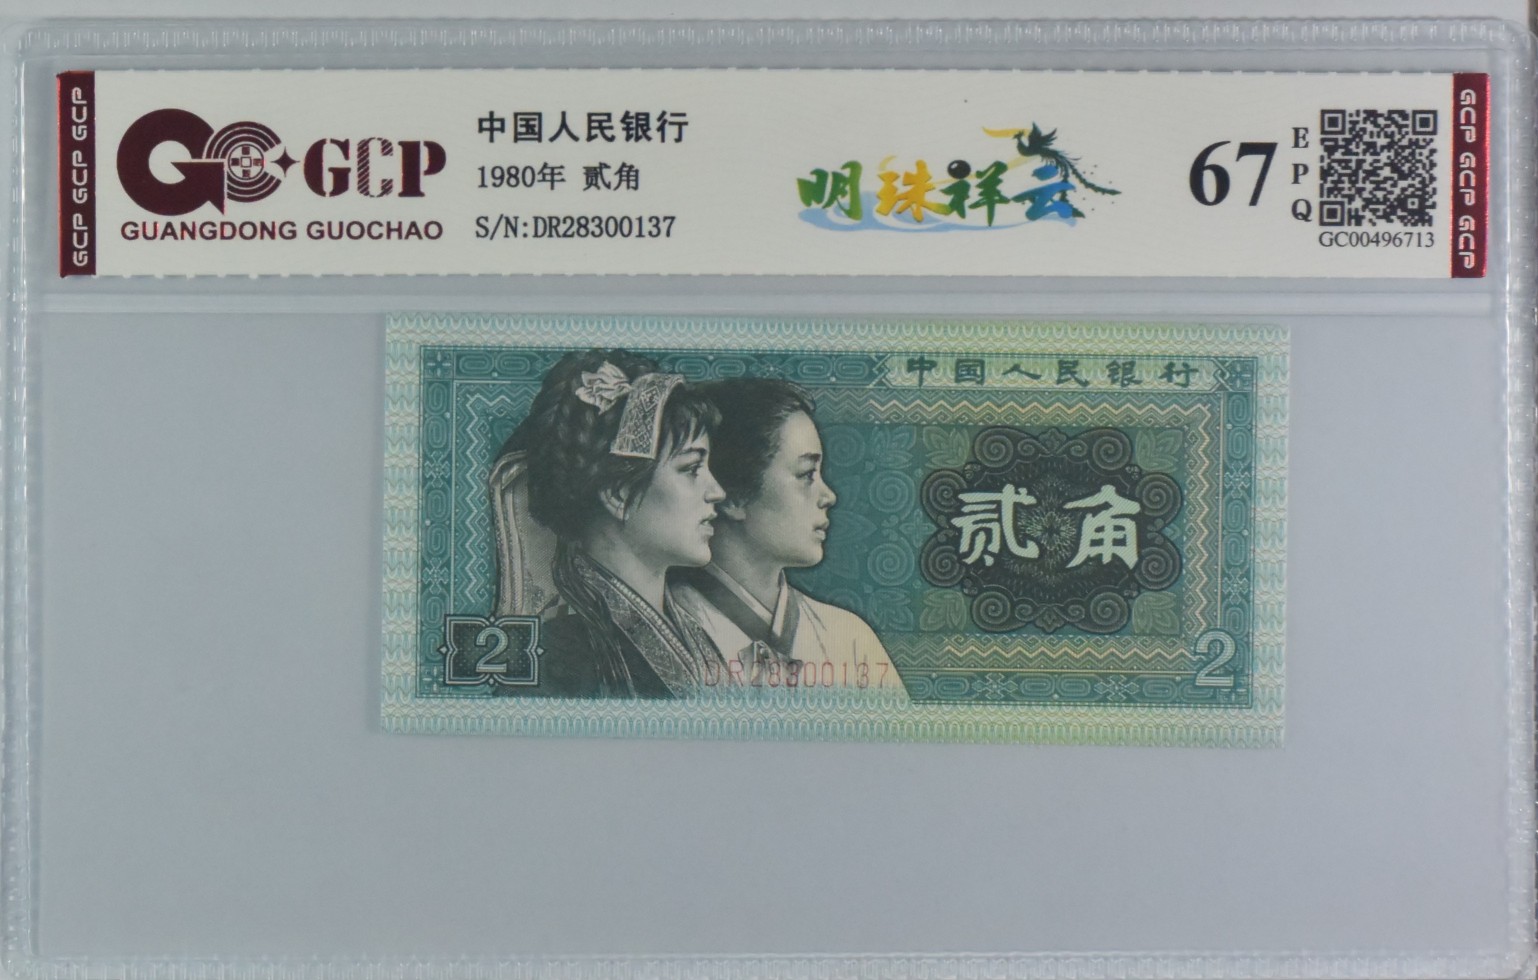 GCP GCP GCP
GCP
GUANGDONG GUOCHAO
中国人民银行
1980年 贰角
S/N:DR28300137
明珠祥云
67
EPQ
GC00496713
GCP GCP GCP
中国人民银行
贰角
2
DR28300137
2